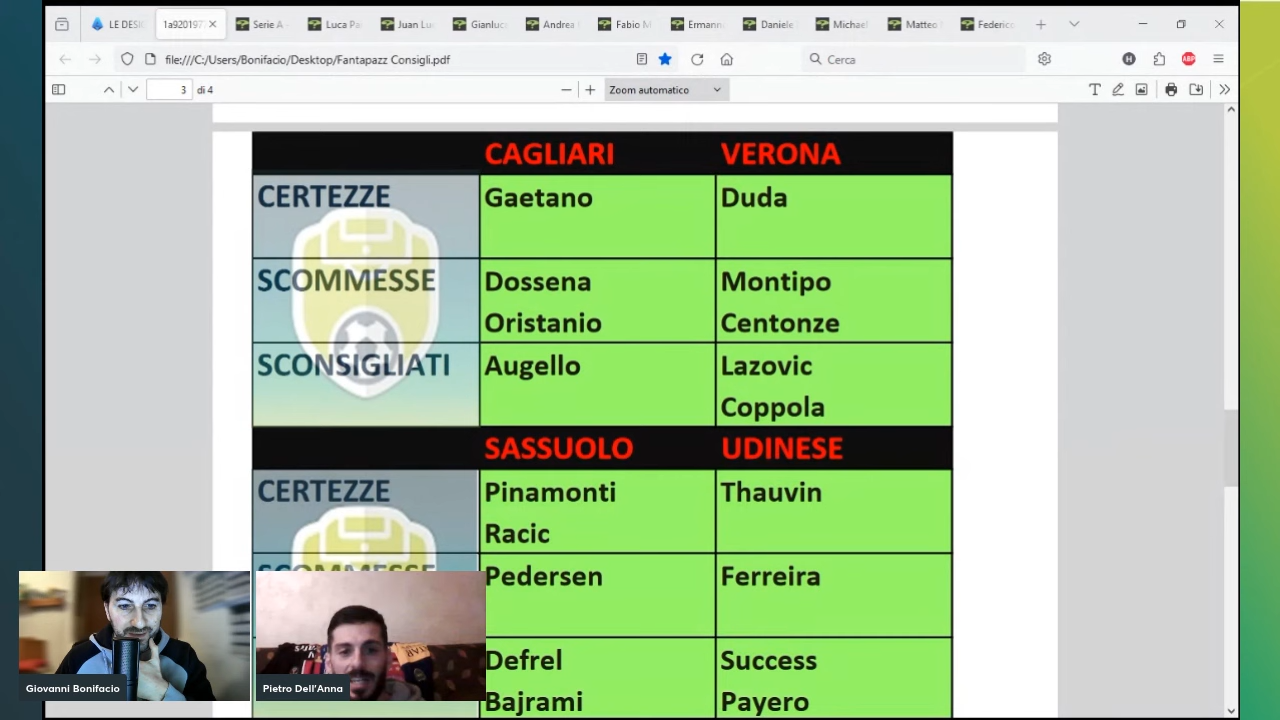 LE DESI
1a920197
Serie A
Luca Pa
Juan Lu
Gianluc
Andrea
Fabio M
Ermann
Daniele
Michael
Matteo
Federico
file:///C:/Users/Bonifacio/Desktop/Fantapazz Consigli.pdf
Cerca
H
ABP
3 di 4
Zoom automatico
CAGLIARI VERONA
CERTEZZE Gaetano Duda
SCOMMESSE Dossena Montipo
Oristanio Centonze
SCONSIGLIATI Augello Lazovic
Coppola
SASSUOLO UDINESE
CERTEZZE Pinamonti Thauvin
Racic
SCOMMESSE Pedersen Ferreira
Defrel Success
Bajrami Payero
Giovanni Bonifacio
Pietro Dell'Anna